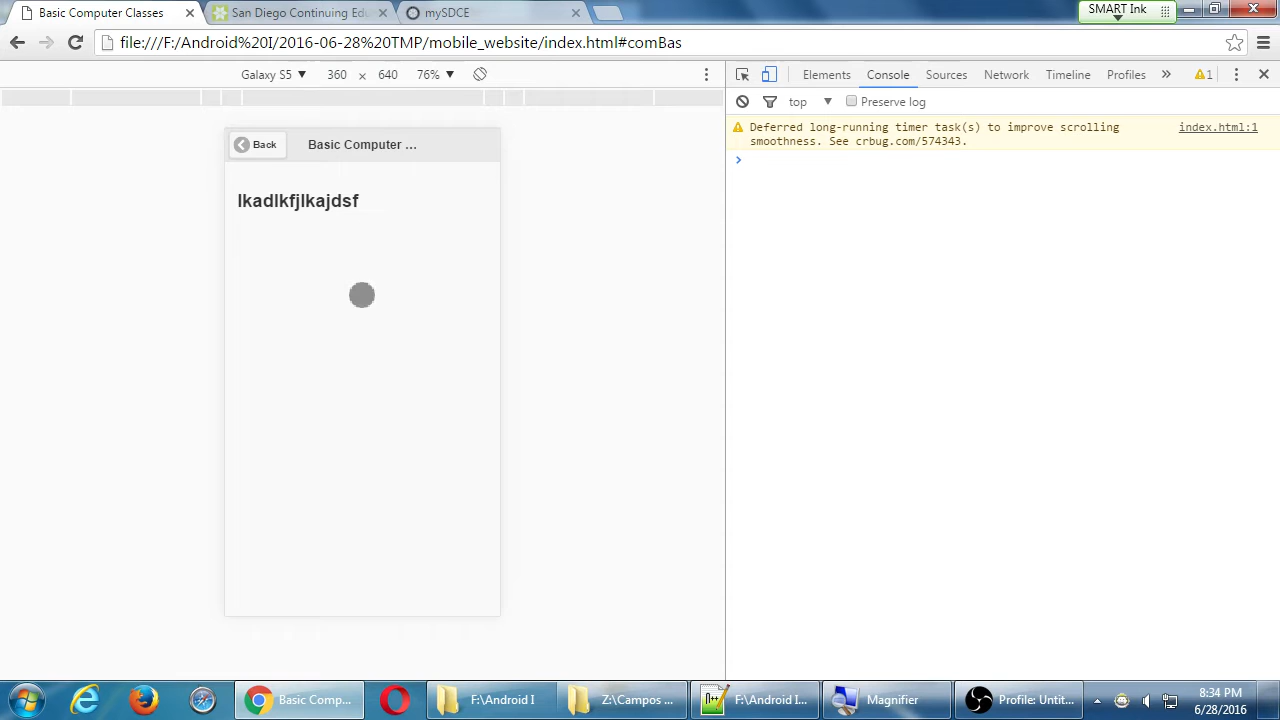 Basic Computer Classes
San Diego Continuing Edu
mySDCE
SMART Ink
file:///F:/Android%20I/2016-06-28%20TMP/mobile_website/index.html#comBas
Galaxy S5 ▼ 360 x 640 76% ▼
Elements Console Sources Network Timeline Profiles » 1
top ▼ Preserve log
Deferred long-running timer task(s) to improve scrolling index.html:1
smoothness. See crbug.com/574343.
Back Basic Computer ...
lkadlkfjlkajdsf
Basic Comp... F:\Android I Z:\Campos ... F:\Android I... Magnifier Profile: Untit...
8:34 PM
6/28/2016